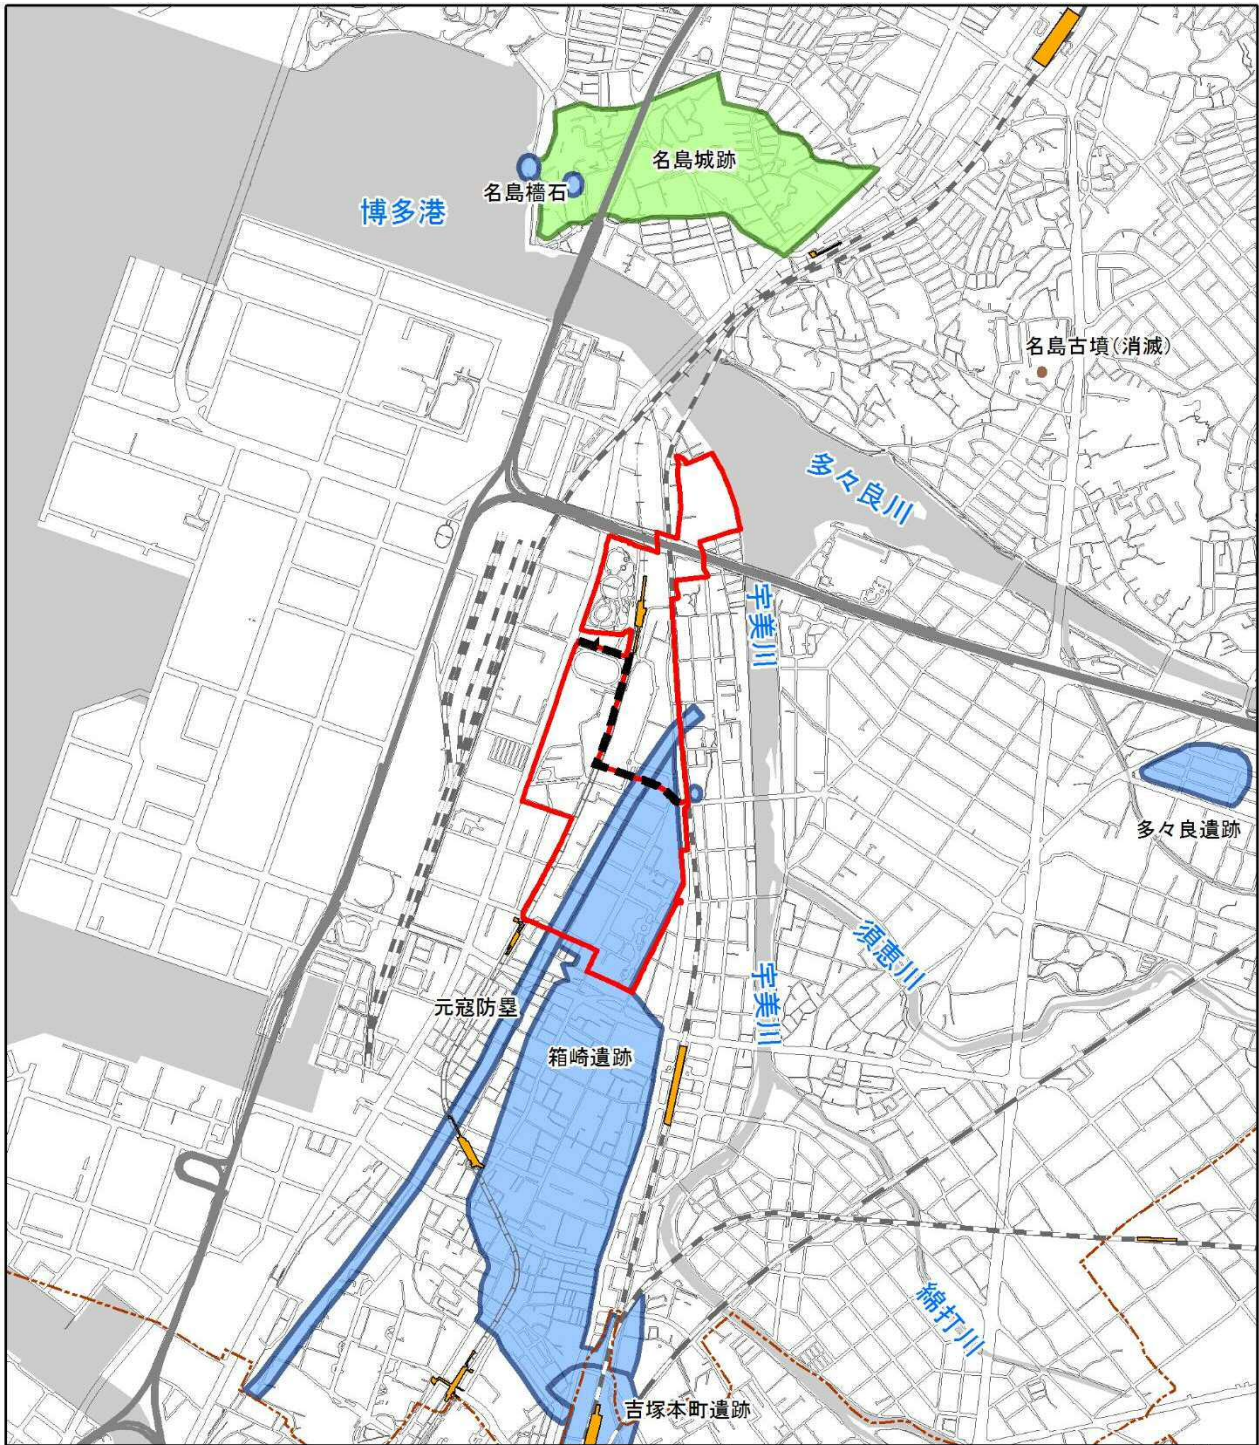 名島城跡
名島檣石
博多港
名島古墳(消滅)
多々良川
宇美川
多々良遺跡
須恵川
宇美川
元寇防塁
箱崎遺跡
綿打川
吉塚本町遺跡